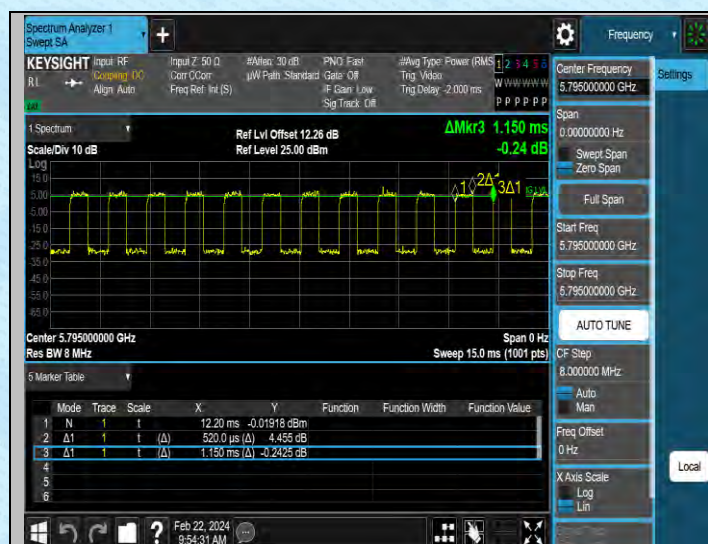 Spectrum Analyzer 1
Swept SA
+
Frequency
KEYSIGHT
RL
Input: RF
Coupling: DC
Align: Auto
Input Z: 50 Ω
Corr CCorr
Freq Ref: Int (S)
#Atten: 30 dB
µW Path: Standard
PNO: Fast
Gate: Off
IF Gain: Low
Sig Track: Off
#Avg Type: Power (RMS
Trig: Video
Trig Delay: -2.000 ms
1 2 3 4 5 6
W W W W W W
P P P P P P
Center Frequency
5.795000000 GHz
Settings
Span
0.00000000 Hz
Swept Span
Zero Span
Full Span
Start Freq
5.795000000 GHz
Stop Freq
5.795000000 GHz
AUTO TUNE
CF Step
8.000000 MHz
Auto
Man
Freq Offset
0 Hz
X Axis Scale
Log
Lin
Local
1 Spectrum
Scale/Div 10 dB
Ref Lvl Offset 12.26 dB
Ref Level 25.00 dBm
ΔMkr3 1.150 ms
-0.24 dB
Log
15.0
5.00
-5.00
-15.0
-25.0
-35.0
-45.0
-55.0
-65.0
1
2Δ1
3Δ1
Center 5.795000000 GHz
Res BW 8 MHz
Span 0 Hz
Sweep 15.0 ms (1001 pts)
5 Marker Table
Mode Trace Scale X Y Function Function Width Function Value
1 N 1 t 12.20 ms -0.01918 dBm
2 Δ1 1 t (Δ) 520.0 µs (Δ) 4.455 dB
3 Δ1 1 t (Δ) 1.150 ms (Δ) -0.2425 dB
4
5
6
?
Feb 22, 2024
9:54:31 AM